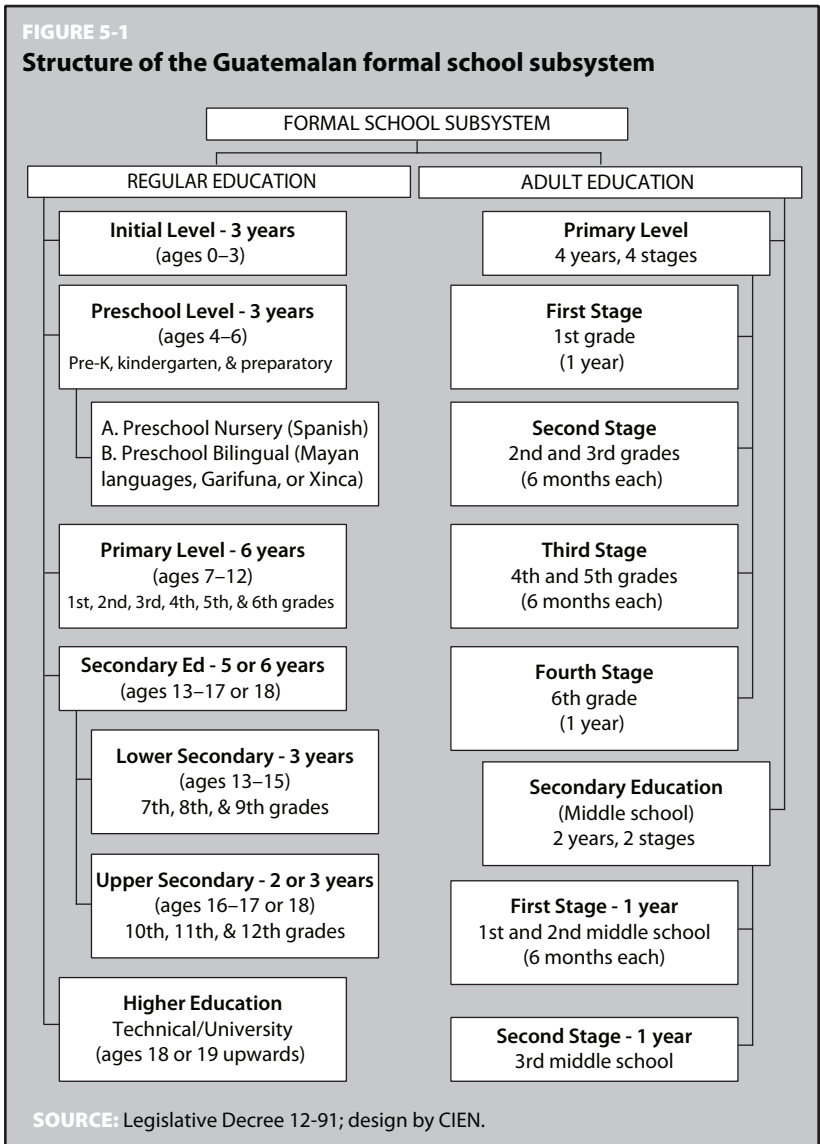 FIGURE 5-1
Structure of the Guatemalan formal school subsystem
FORMAL SCHOOL SUBSYSTEM
REGULAR EDUCATION
Initial Level - 3 years
(ages 0–3)
Preschool Level - 3 years
(ages 4–6)
Pre-K, kindergarten, & preparatory
A. Preschool Nursery (Spanish)
B. Preschool Bilingual (Mayan
languages, Garifuna, or Xinca)
Primary Level - 6 years
(ages 7–12)
1st, 2nd, 3rd, 4th, 5th, & 6th grades
Secondary Ed - 5 or 6 years
(ages 13–17 or 18)
Lower Secondary - 3 years
(ages 13–15)
7th, 8th, & 9th grades
Upper Secondary - 2 or 3 years
(ages 16–17 or 18)
10th, 11th, & 12th grades
Higher Education
Technical/University
(ages 18 or 19 upwards)
ADULT EDUCATION
Primary Level
4 years, 4 stages
First Stage
1st grade
(1 year)
Second Stage
2nd and 3rd grades
(6 months each)
Third Stage
4th and 5th grades
(6 months each)
Fourth Stage
6th grade
(1 year)
Secondary Education
(Middle school)
2 years, 2 stages
First Stage - 1 year
1st and 2nd middle school
(6 months each)
Second Stage - 1 year
3rd middle school
SOURCE: Legislative Decree 12-91; design by CIEN.